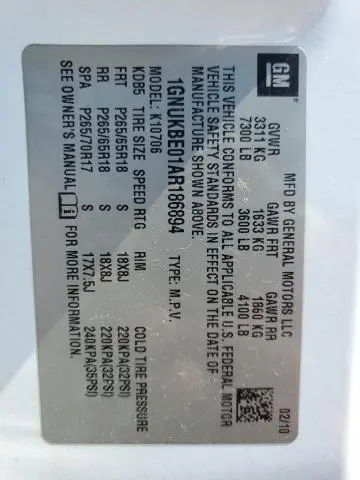 GM
MFD BY GENERAL MOTORS LLC
02/10
GVWR GAWR FRT GAWR RR
3311 KG 1633 KG 1860 KG
7300 LB 3600 LB 4100 LB
THIS VEHICLE CONFORMS TO ALL APPLICABLE U.S. FEDERAL MOTOR
VEHICLE SAFETY STANDARDS IN EFFECT ON THE DATE OF
MANUFACTURE SHOWN ABOVE.
1GNUKBE01AR186894 TYPE: M.P.V.
MODEL: K10706
KDB5 TIRE SIZE SPEED RTG RIM COLD TIRE PRESSURE
FRT P265/65R18 S 18X8J 220KPA(32PSI)
RR P265/65R18 S 18X8J 220KPA(32PSI)
SPA P265/70R17 S 17X7.5J 240KPA(35PSI)
SEE OWNER'S MANUAL FOR MORE INFORMATION.